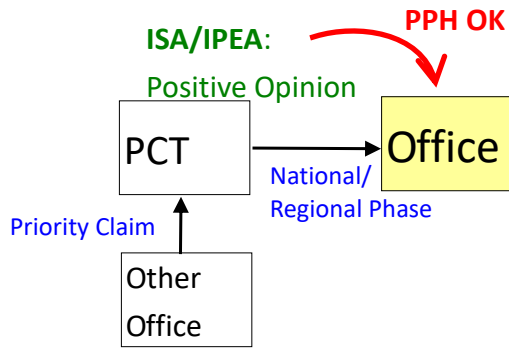 PPH OK
ISA/IPEA:
Positive Opinion
PCT
Office
National/
Regional Phase
Priority Claim
Other
Office